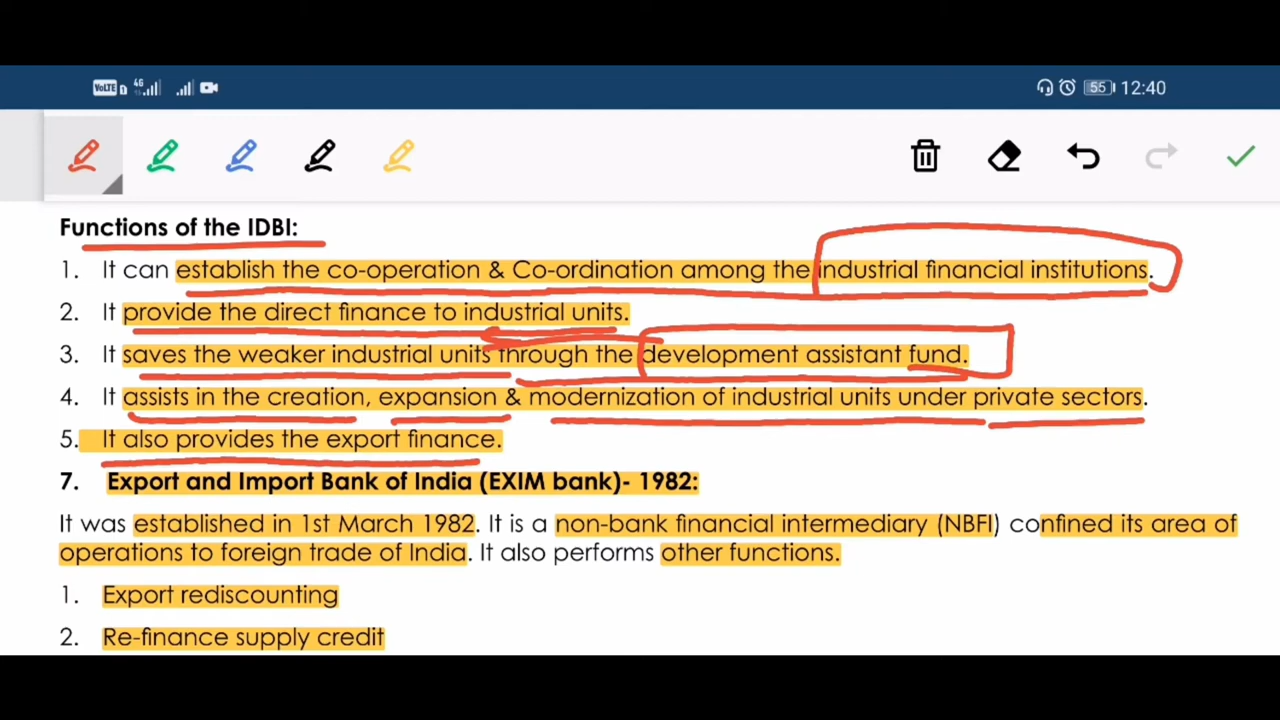 VoLTE 4G 55 12:40
Functions of the IDBI:
1. It can establish the co-operation & Co-ordination among the industrial financial institutions.
2. It provide the direct finance to industrial units.
3. It saves the weaker industrial units through the development assistant fund.
4. It assists in the creation, expansion & modernization of industrial units under private sectors.
5. It also provides the export finance.
7. Export and Import Bank of India (EXIM bank)- 1982:
It was established in 1st March 1982. It is a non-bank financial intermediary (NBFI) confined its area of
operations to foreign trade of India. It also performs other functions.
1. Export rediscounting
2. Re-finance supply credit